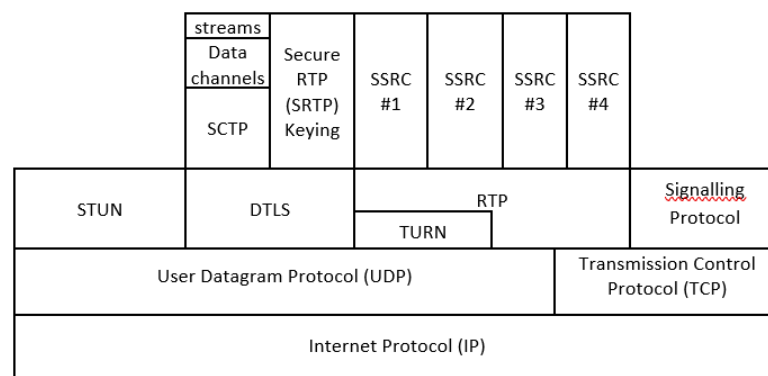 streams
Data
channels
SCTP
Secure
RTP
(SRTP)
Keying
SSRC
#1
SSRC
#2
SSRC
#3
SSRC
#4
STUN
DTLS
RTP
TURN
Signalling
Protocol
User Datagram Protocol (UDP)
Transmission Control
Protocol (TCP)
Internet Protocol (IP)